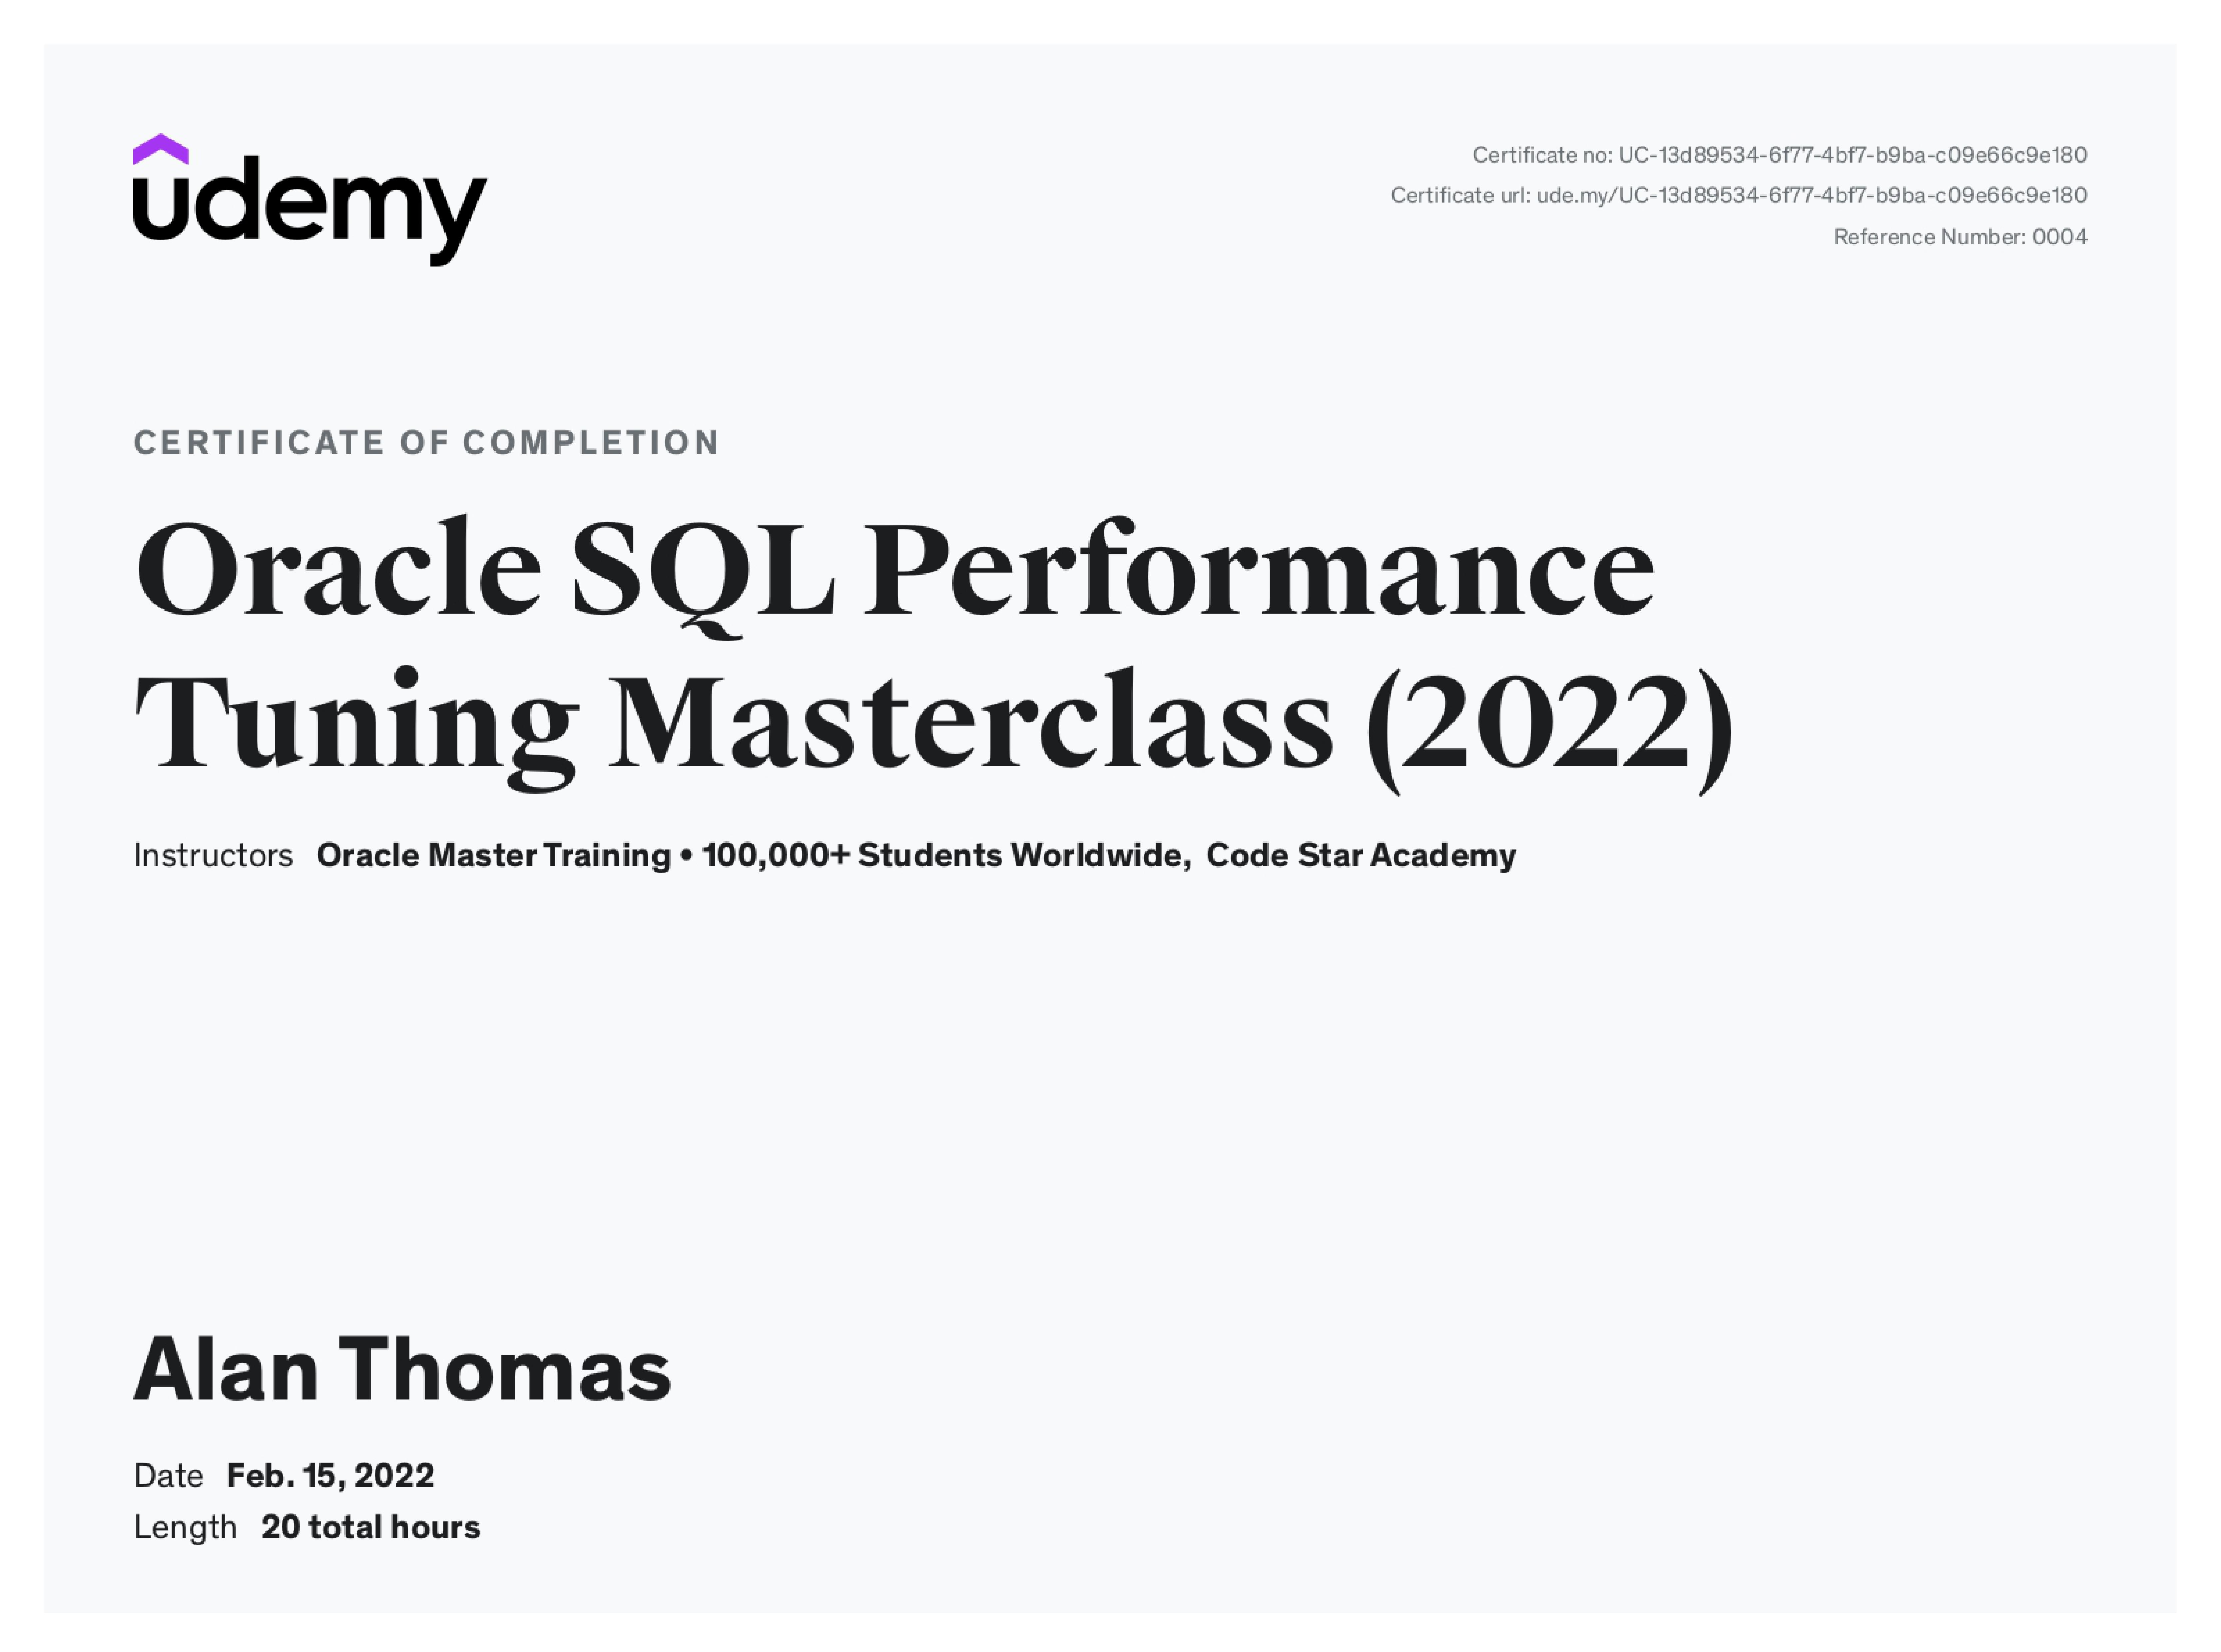 udemy
Certificate no: UC-13d89534-6f77-4bf7-b9ba-c09e66c9e180
Certificate url: ude.my/UC-13d89534-6f77-4bf7-b9ba-c09e66c9e180
Reference Number: 0004
CERTIFICATE OF COMPLETION
Oracle SQL Performance
Tuning Masterclass (2022)
Instructors Oracle Master Training • 100,000+ Students Worldwide, Code Star Academy
Alan Thomas
Date Feb. 15, 2022
Length 20 total hours